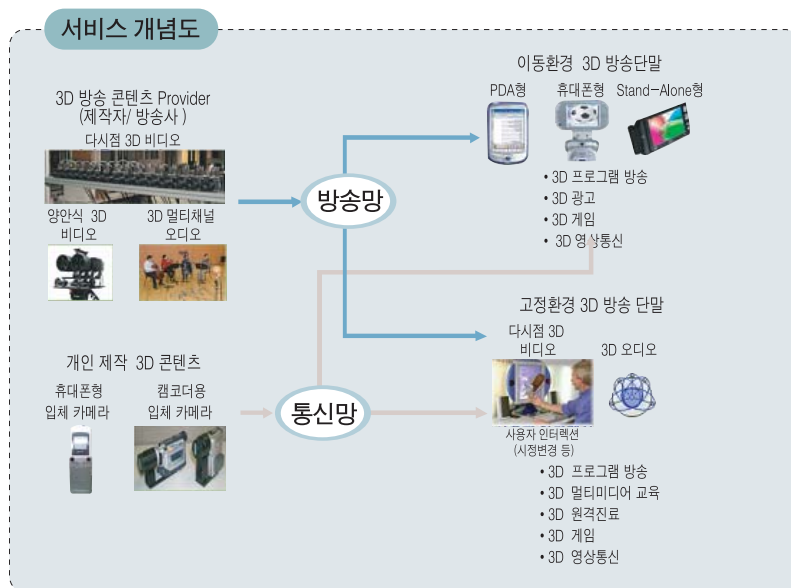 서비스 개념도
3D 방송 콘텐츠 Provider
(제작자/ 방송사 )
다시점 3D 비디오
양안식 3D
비디오
3D 멀티채널
오디오
개인 제작 3D 콘텐츠
휴대폰형
입체 카메라
캠코더용
입체 카메라
방송망
통신망
이동환경 3D 방송단말
PDA형 휴대폰형 Stand-Alone형
• 3D 프로그램 방송
• 3D 광고
• 3D 게임
• 3D 영상통신
고정환경 3D 방송 단말
다시점 3D
비디오
3D 오디오
사용자 인터렉션
(시정변경 등)
• 3D 프로그램 방송
• 3D 멀티미디어 교육
• 3D 원격진료
• 3D 게임
• 3D 영상통신